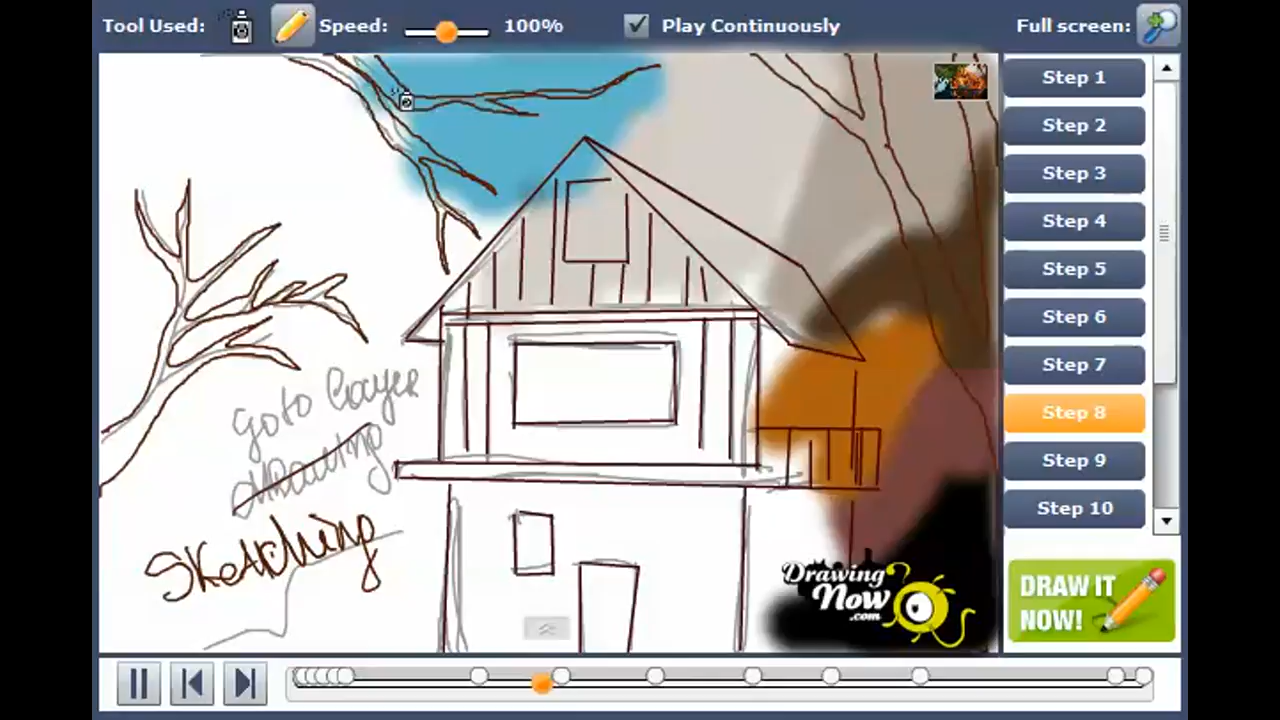 Tool Used:
Speed:
100%
Play Continuously
Full screen:
Step 1
Step 2
Step 3
Step 4
Step 5
Step 6
Step 7
Step 8
Step 9
Step 10
goto Layer
drawing
Sketching
Drawing
Now
.com
DRAW IT
NOW!